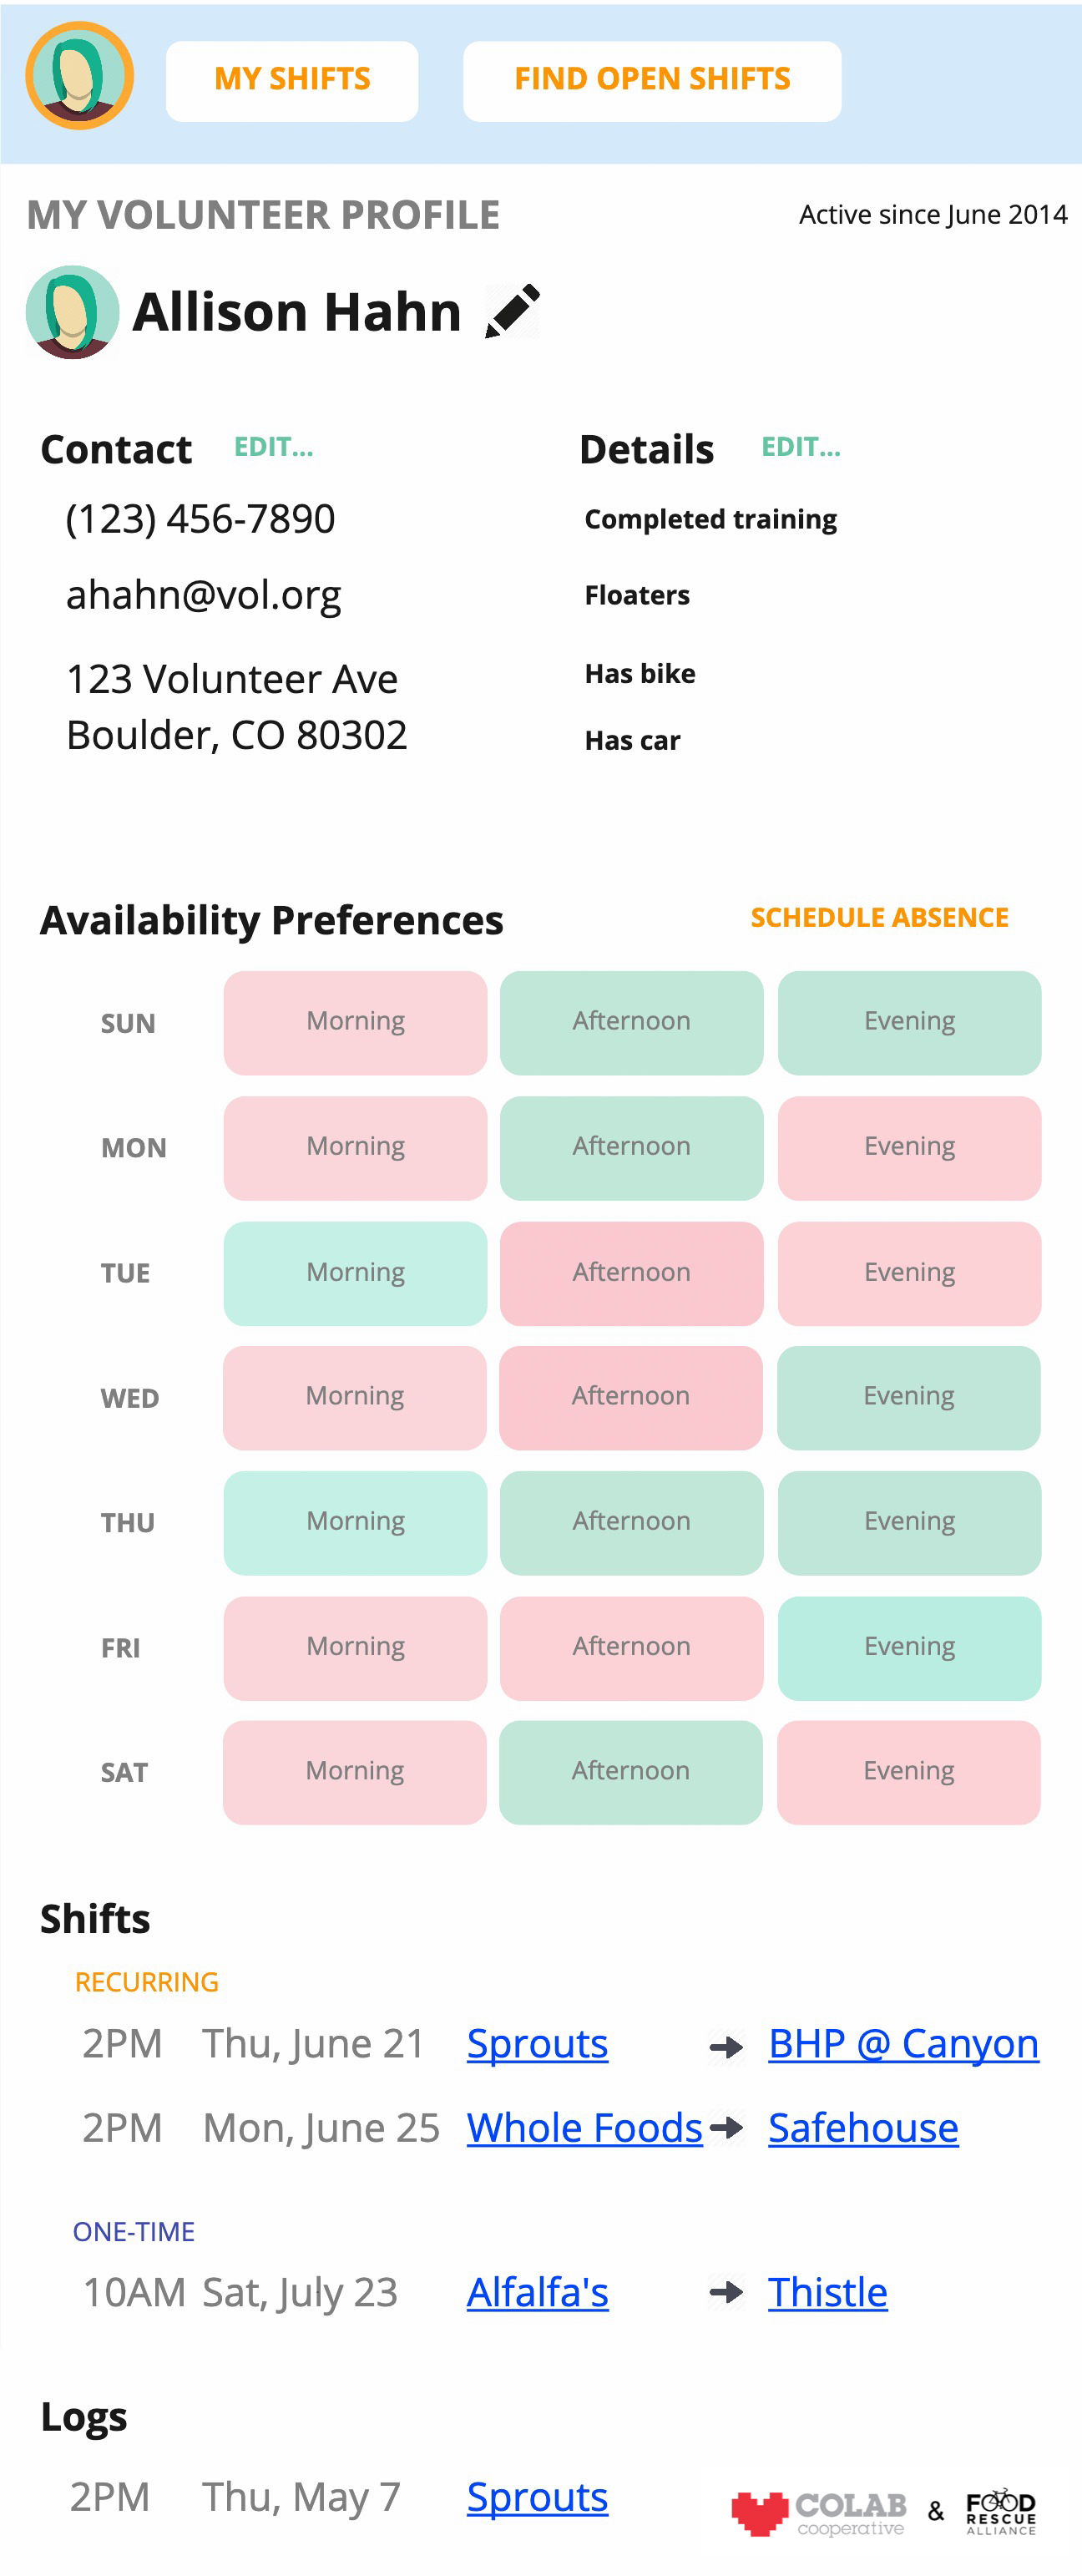 MY SHIFTS
FIND OPEN SHIFTS
MY VOLUNTEER PROFILE
Active since June 2014
Allison Hahn
Contact EDIT...
(123) 456-7890
ahahn@vol.org
123 Volunteer Ave
Boulder, CO 80302
Details EDIT...
Completed training
Floaters
Has bike
Has car
Availability Preferences SCHEDULE ABSENCE
SUN Morning Afternoon Evening
MON Morning Afternoon Evening
TUE Morning Afternoon Evening
WED Morning Afternoon Evening
THU Morning Afternoon Evening
FRI Morning Afternoon Evening
SAT Morning Afternoon Evening
Shifts
RECURRING
2PM Thu, June 21 Sprouts BHP @ Canyon
2PM Mon, June 25 Whole Foods Safehouse
ONE-TIME
10AM Sat, July 23 Alfalfa's Thistle
Logs
2PM Thu, May 7 Sprouts
COLAB
cooperative
&
FOOD
RESCUE
ALLIANCE